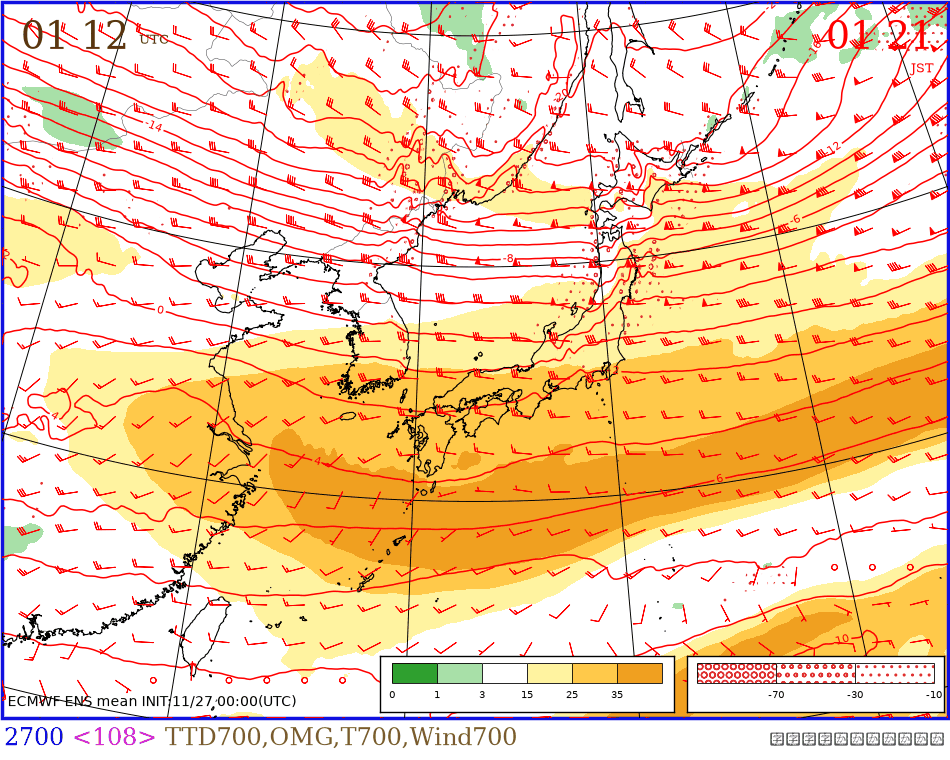 01 12 UTC
01 21 JST
-20
-16
-14
-12
-6
-8
0
4
4
6
10
0 1 3 15 25 35
-70 -30 -10
ECMWF ENS mean INIT:11/27 00:00(UTC)
2700 <108> TTD700,OMG,T700,Wind700